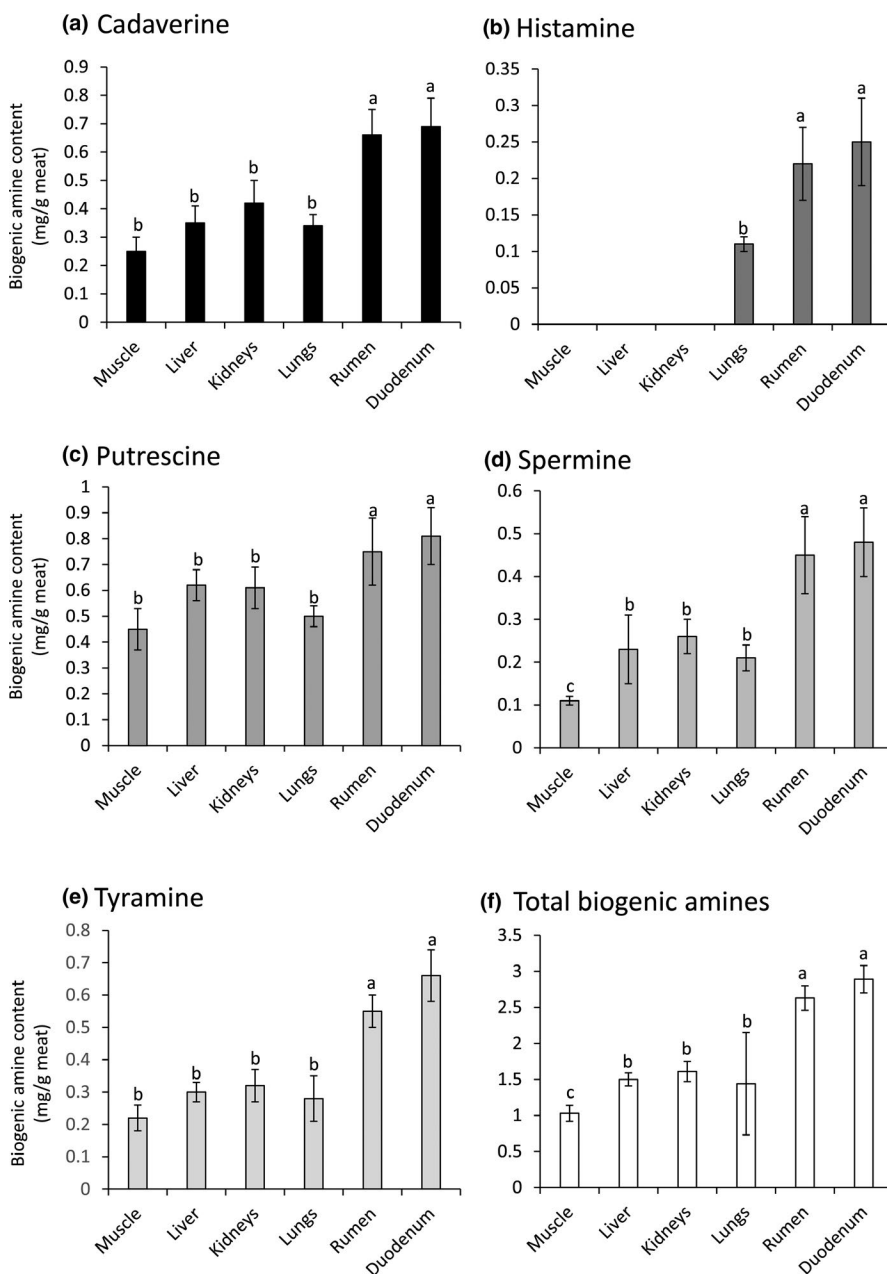 (a) Cadaverine
Biogenic amine content
(mg/g meat)
0.9
0.8
0.7
0.6
0.5
0.4
0.3
0.2
0.1
0
b
b
b
b
a
a
Muscle
Liver
Kidneys
Lungs
Rumen
Duodenum
(b) Histamine
0.35
0.3
0.25
0.2
0.15
0.1
0.05
0
b
a
a
Muscle
Liver
Kidneys
Lungs
Rumen
Duodenum
(c) Putrescine
Biogenic amine content
(mg/g meat)
1
0.9
0.8
0.7
0.6
0.5
0.4
0.3
0.2
0.1
0
b
b
b
b
a
a
Muscle
Liver
Kidneys
Lungs
Rumen
Duodenum
(d) Spermine
0.6
0.5
0.4
0.3
0.2
0.1
0
c
b
b
b
a
a
Muscle
Liver
Kidneys
Lungs
Rumen
Duodenum
(e) Tyramine
Biogenic amine content
(mg/g meat)
0.8
0.7
0.6
0.5
0.4
0.3
0.2
0.1
0
b
b
b
b
a
a
Muscle
Liver
Kidneys
Lungs
Rumen
Duodenum
(f) Total biogenic amines
3.5
3
2.5
2
1.5
1
0.5
0
c
b
b
b
a
a
Muscle
Liver
Kidneys
Lungs
Rumen
Duodenum